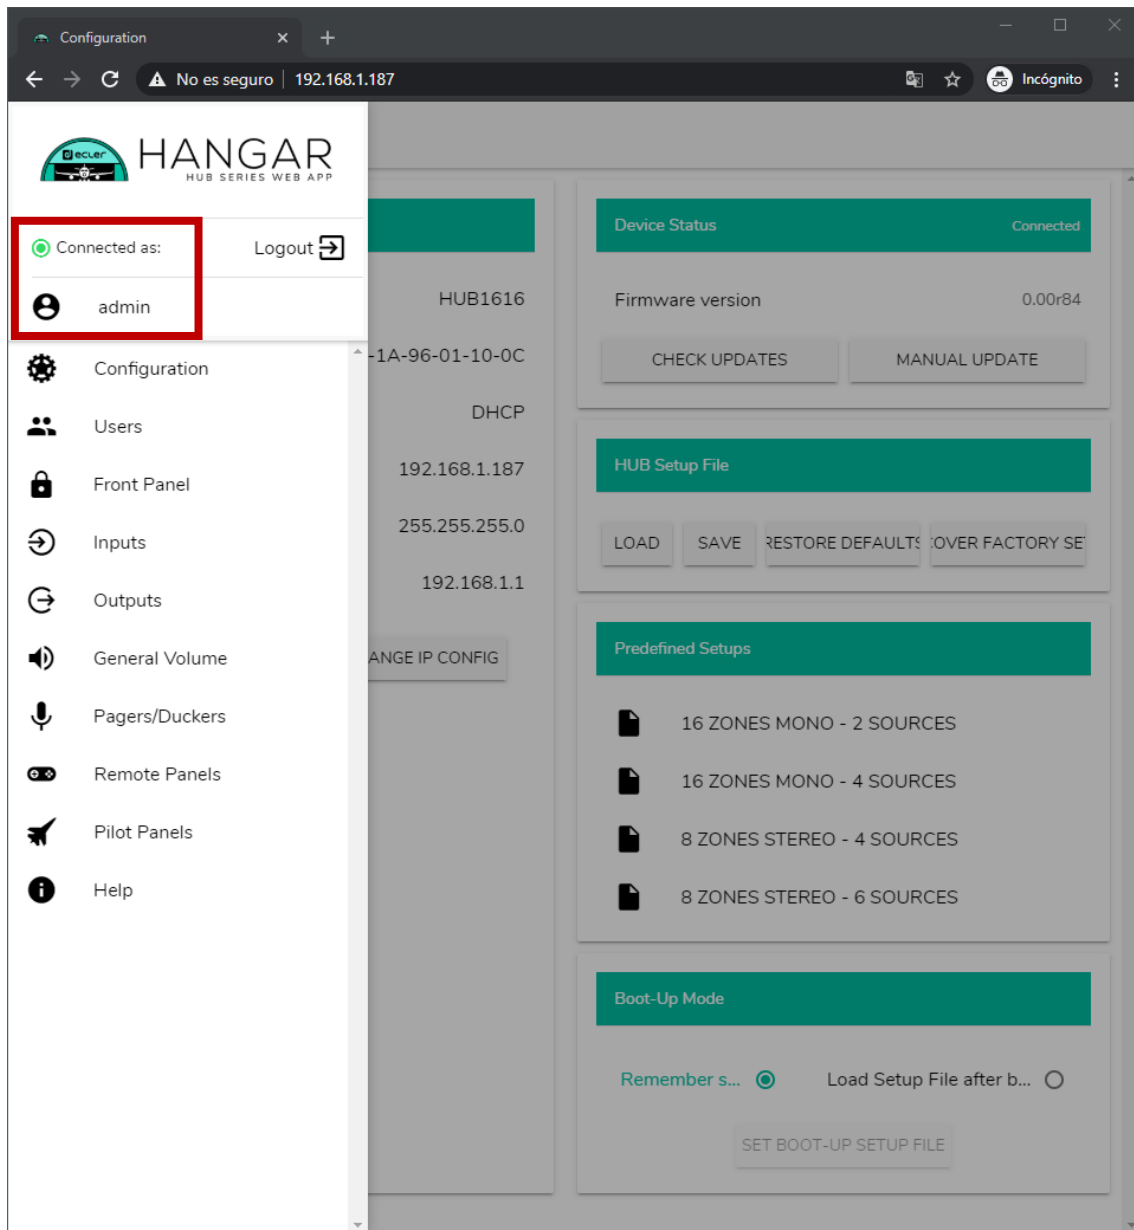 Configuration
No es seguro
192.168.1.187
Incógnito
ecler
HANGAR
HUB SERIES WEB APP
Connected as:
Logout
admin
Configuration
Users
Front Panel
Inputs
Outputs
General Volume
Pagers/Duckers
Remote Panels
Pilot Panels
Help
HUB1616
-1A-96-01-10-0C
DHCP
192.168.1.187
255.255.255.0
192.168.1.1
ANGE IP CONFIG
Device Status
Connected
Firmware version
0.00r84
CHECK UPDATES
MANUAL UPDATE
HUB Setup File
LOAD
SAVE
RESTORE DEFAULTS
OVER FACTORY SE
Predefined Setups
16 ZONES MONO - 2 SOURCES
16 ZONES MONO - 4 SOURCES
8 ZONES STEREO - 4 SOURCES
8 ZONES STEREO - 6 SOURCES
Boot-Up Mode
Remember s...
Load Setup File after b...
SET BOOT-UP SETUP FILE